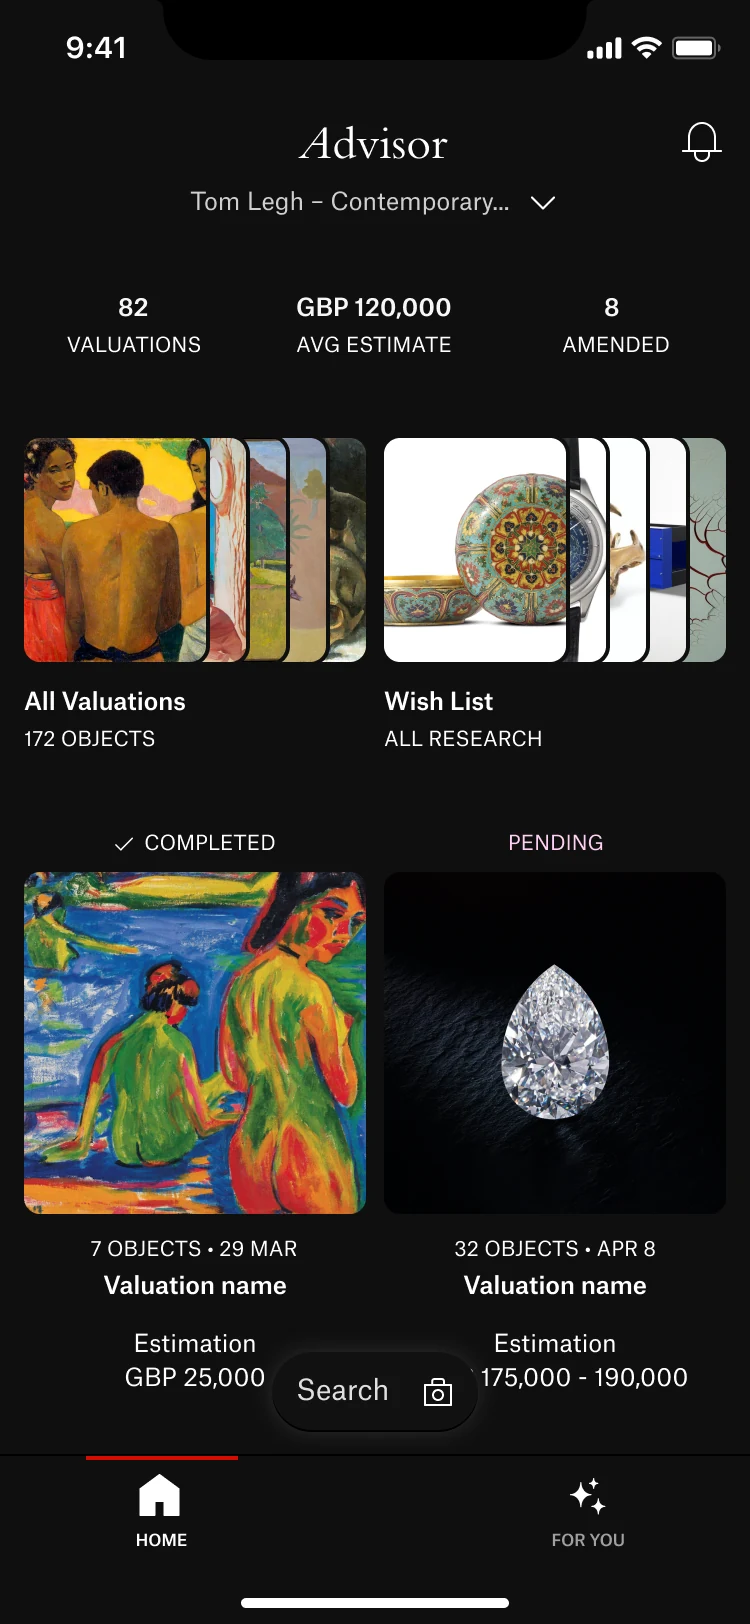 9:41
Advisor
Tom Legh – Contemporary...
82
VALUATIONS
GBP 120,000
AVG ESTIMATE
8
AMENDED
All Valuations
172 OBJECTS
Wish List
ALL RESEARCH
COMPLETED
PENDING
7 OBJECTS • 29 MAR
Valuation name
Estimation
GBP 25,000
32 OBJECTS • APR 8
Valuation name
Estimation
175,000 - 190,000
Search
HOME
FOR YOU